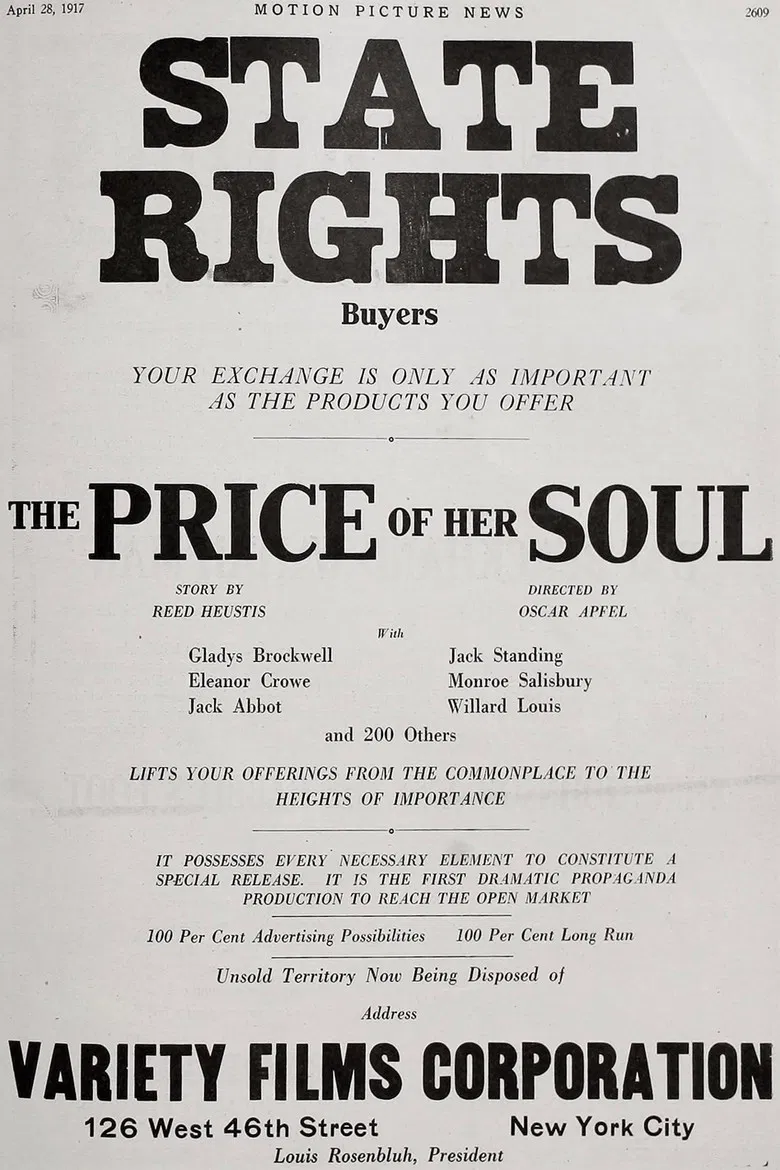 April 28, 1917 MOTION PICTURE NEWS 2609
STATE
RIGHTS
Buyers
YOUR EXCHANGE IS ONLY AS IMPORTANT
AS THE PRODUCTS YOU OFFER
THE PRICE OF HER SOUL
STORY BY DIRECTED BY
REED HEUSTIS OSCAR APFEL
With
Gladys Brockwell Jack Standing
Eleanor Crowe Monroe Salisbury
Jack Abbot Willard Louis
and 200 Others
LIFTS YOUR OFFERINGS FROM THE COMMONPLACE TO THE
HEIGHTS OF IMPORTANCE
IT POSSESSES EVERY NECESSARY ELEMENT TO CONSTITUTE A
SPECIAL RELEASE. IT IS THE FIRST DRAMATIC PROPAGANDA
PRODUCTION TO REACH THE OPEN MARKET
100 Per Cent Advertising Possibilities 100 Per Cent Long Run
Unsold Territory Now Being Disposed of
Address
VARIETY FILMS CORPORATION
126 West 46th Street New York City
Louis Rosenbluh, President